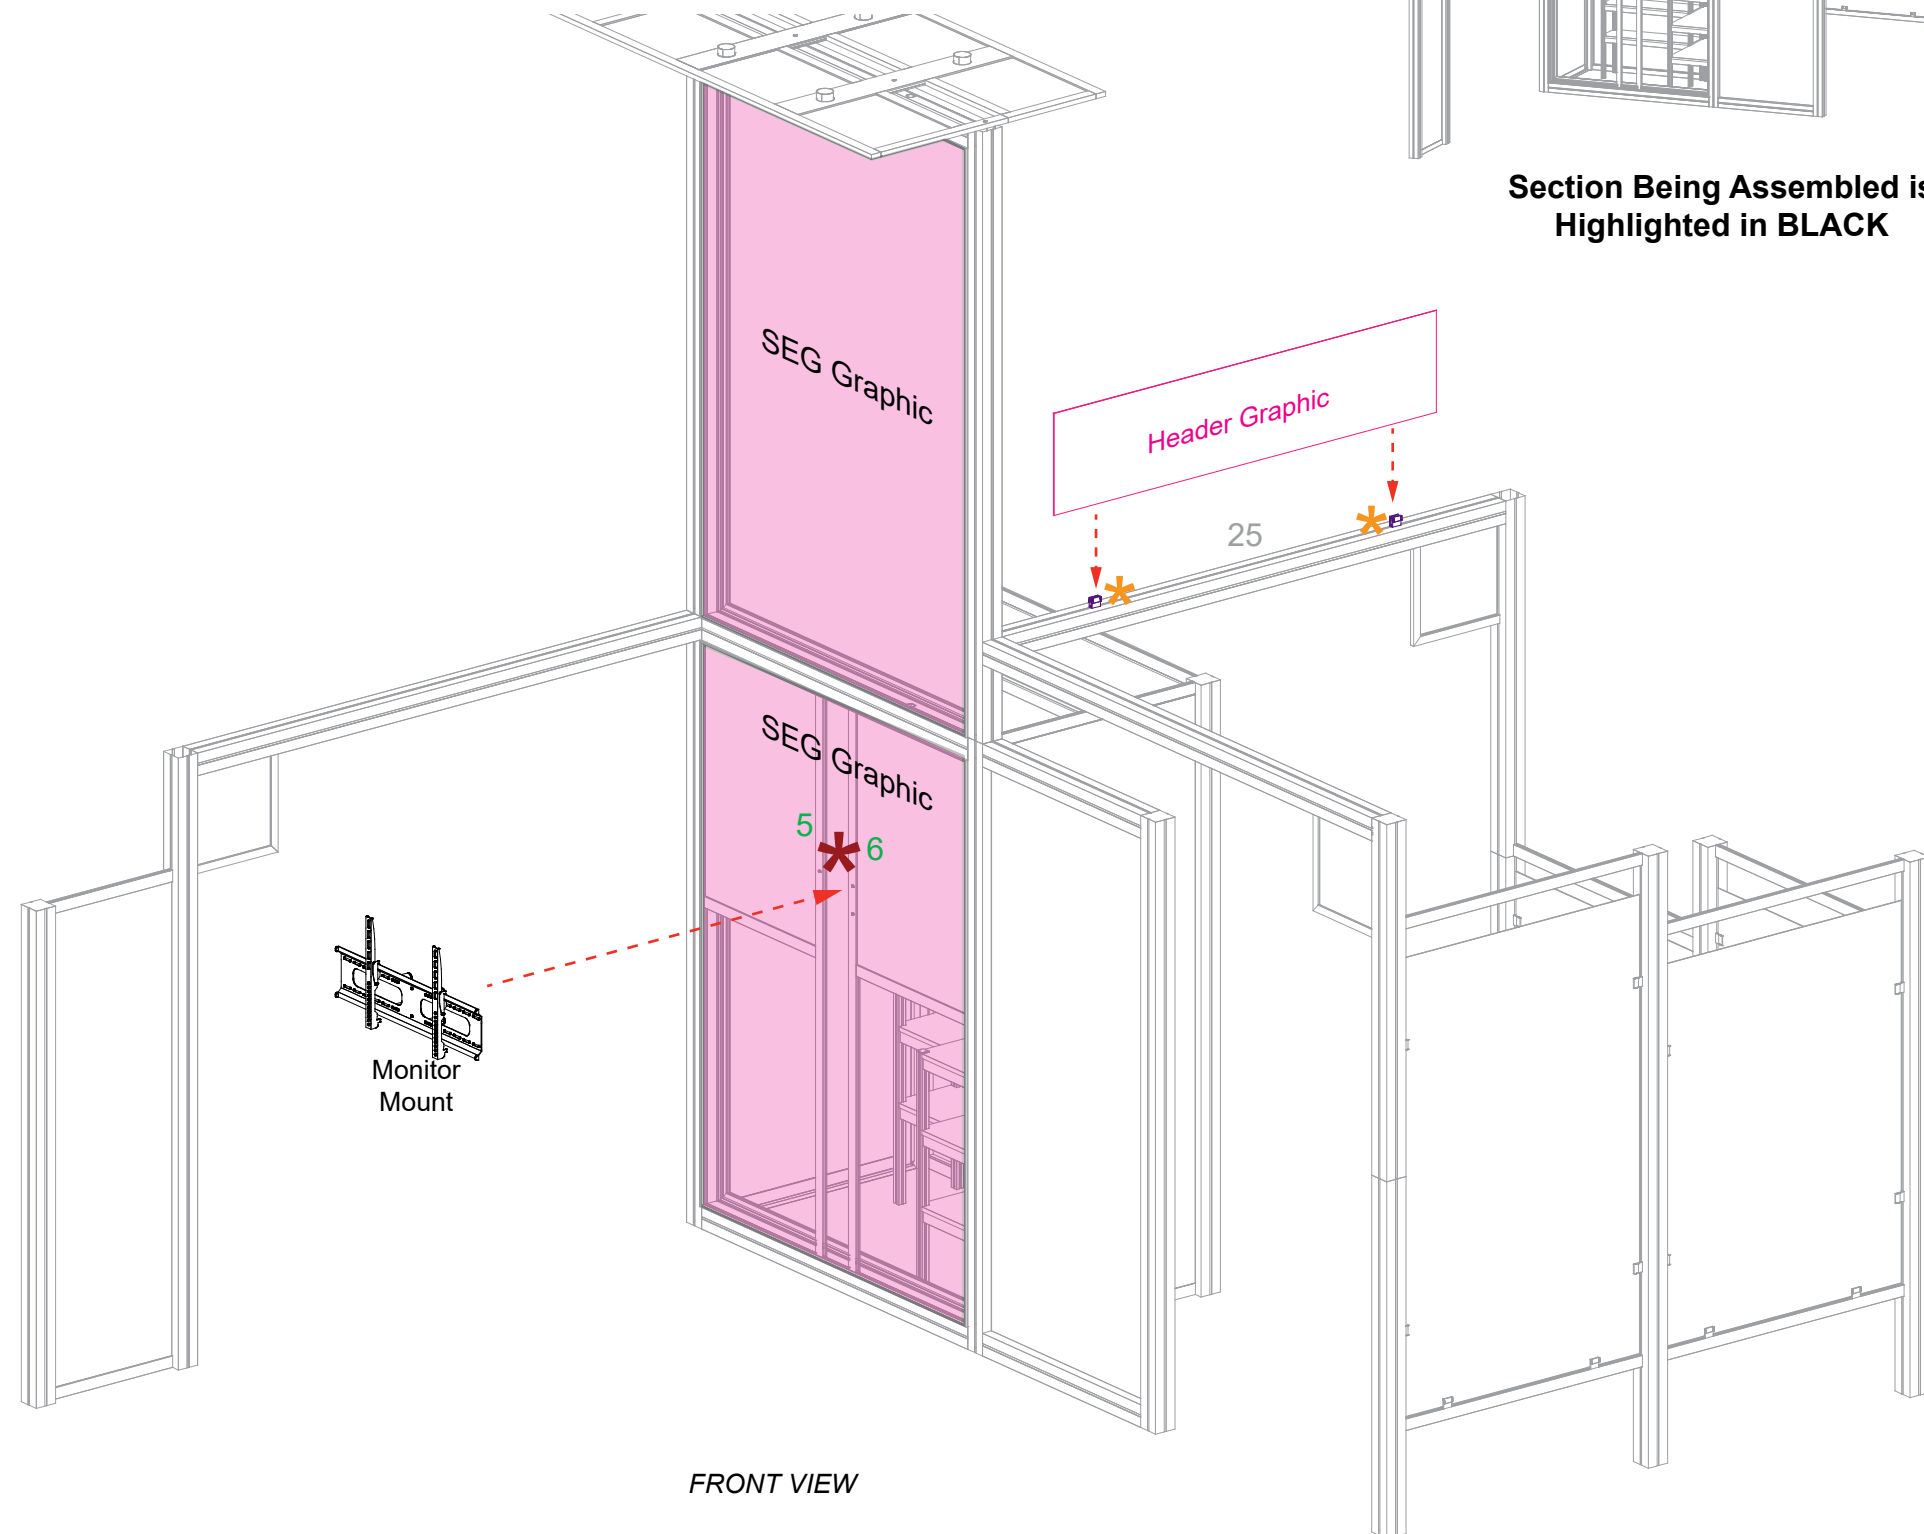 Section Being Assembled is
Highlighted in BLACK
SEG Graphic
Header Graphic
25
*
*
SEG Graphic
5
*
6
Monitor
Mount
FRONT VIEW